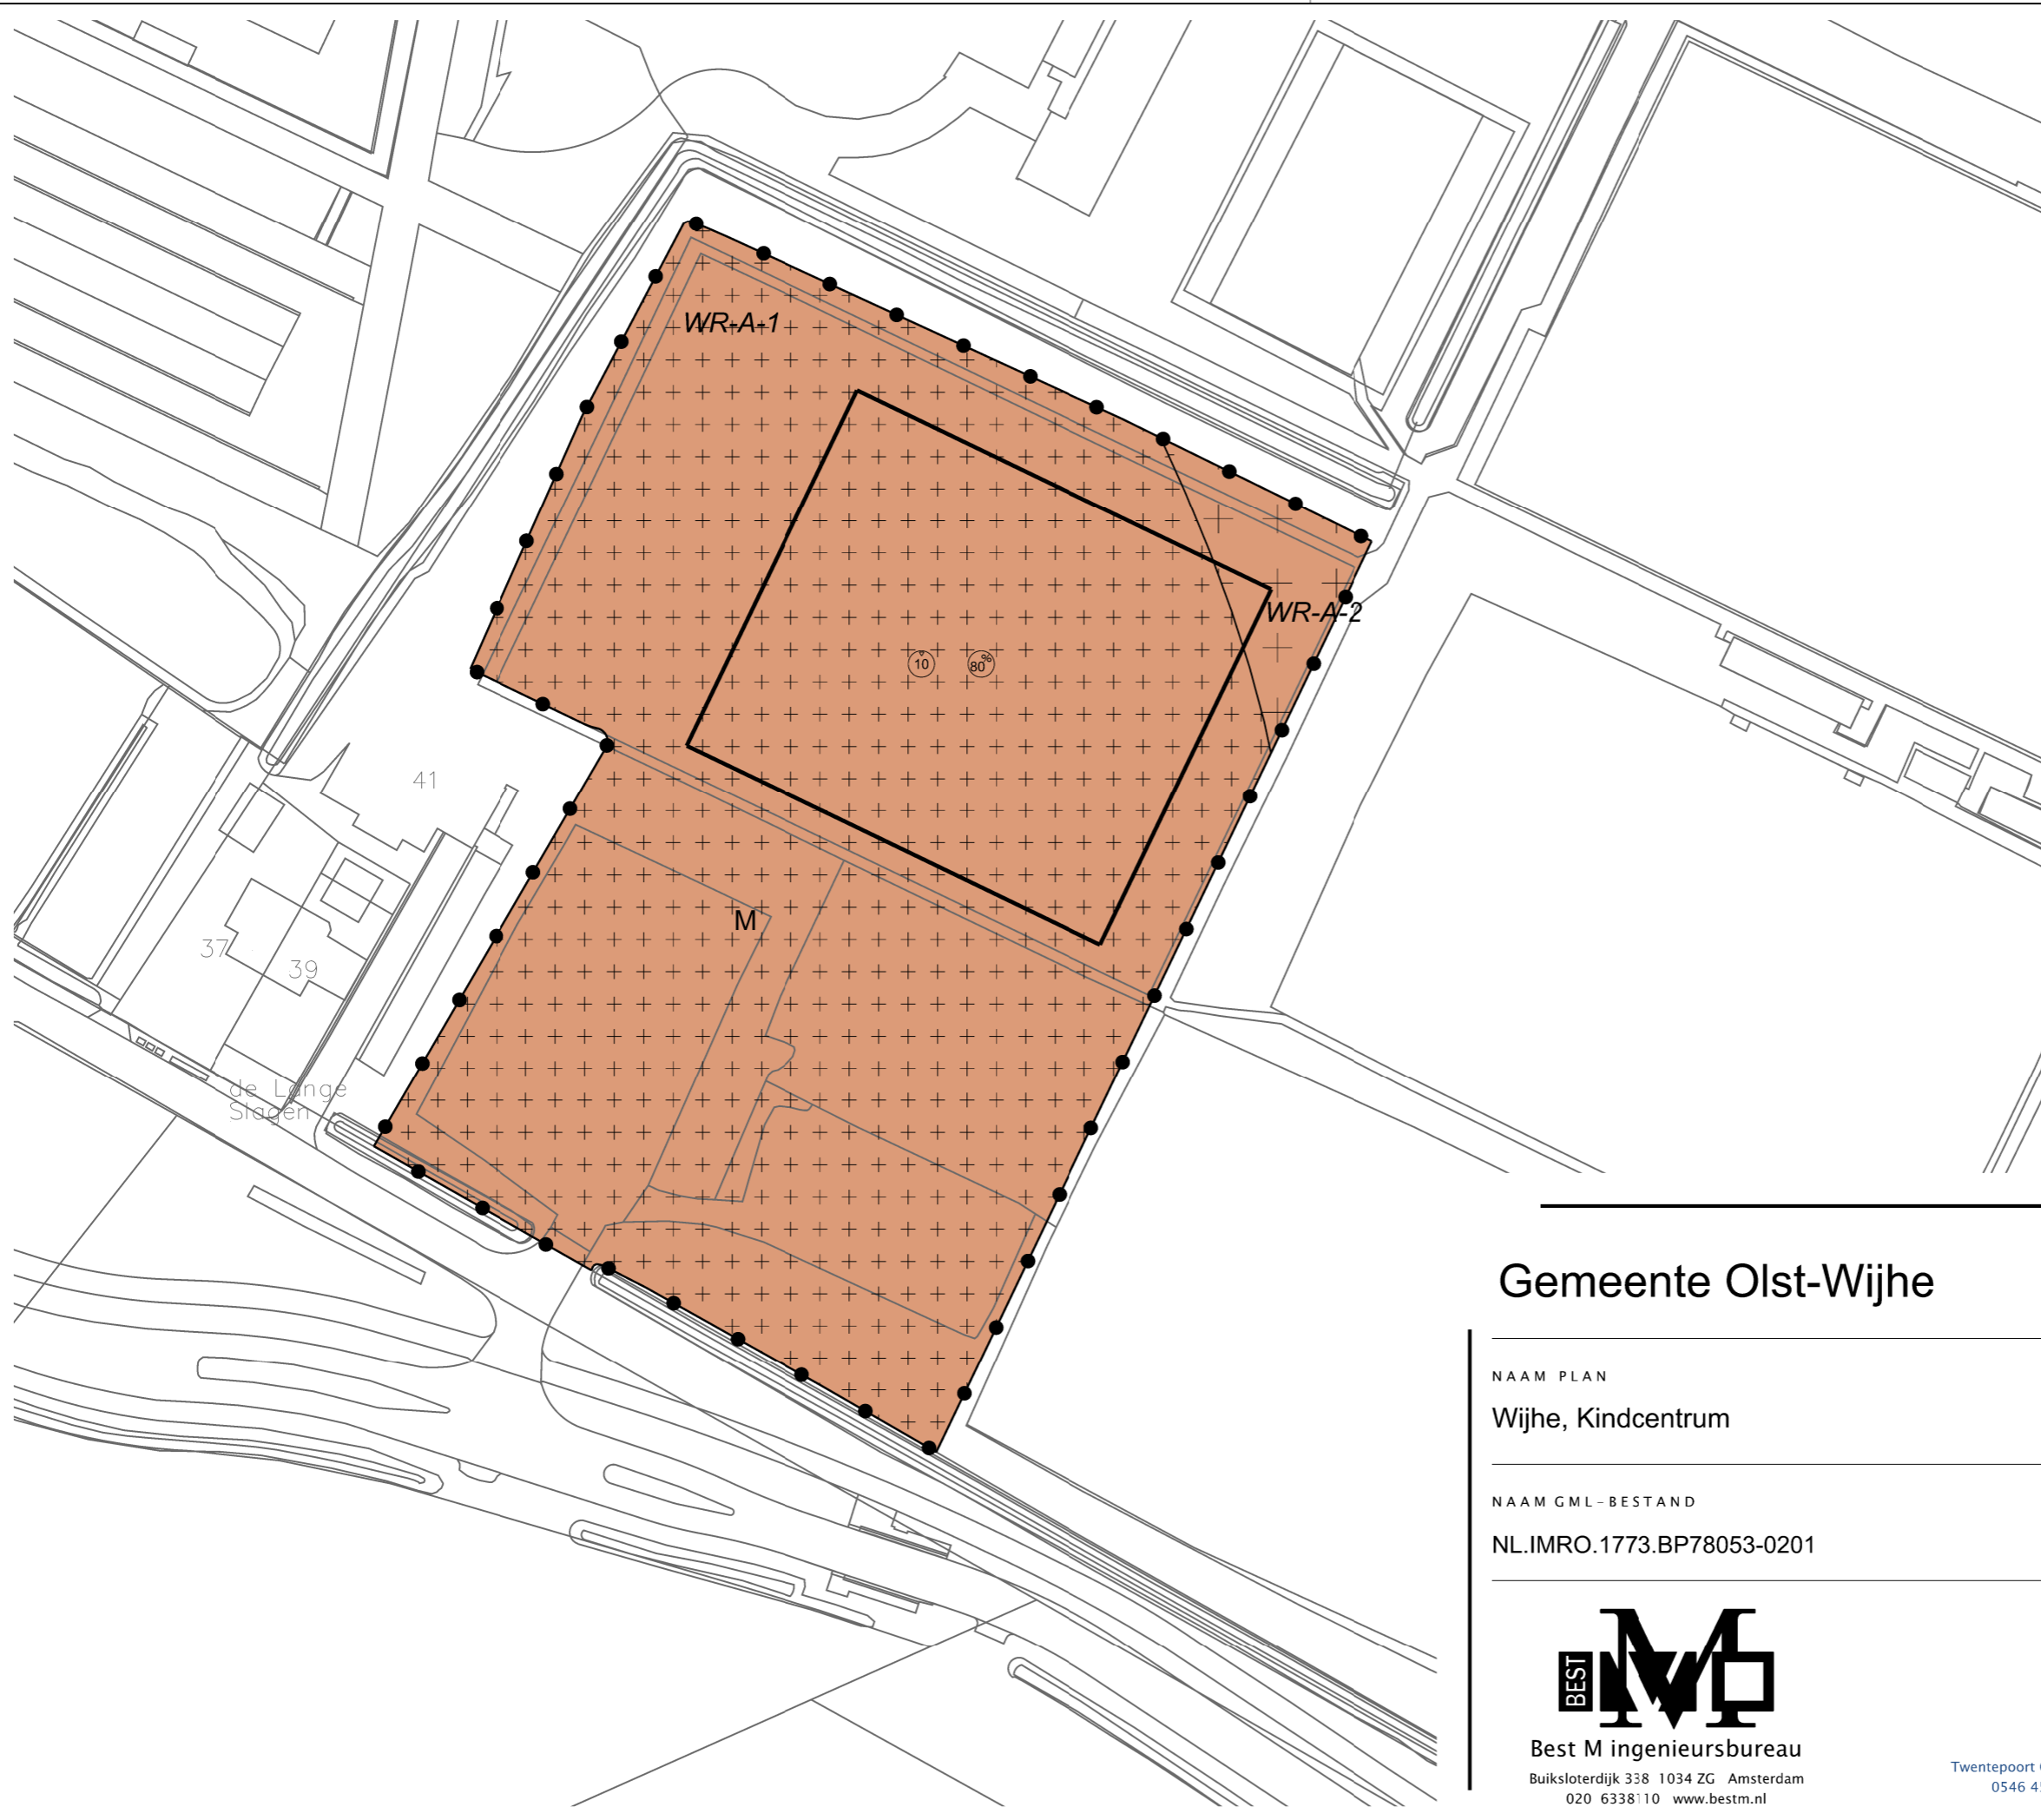 WR-A-1
WR-A-2
10
80%
41
M
37
39
de Lange
Slagen
Gemeente Olst-Wijhe
NAAM PLAN
Wijhe, Kindcentrum
NAAM GML-BESTAND
NL.IMRO.1773.BP78053-0201
BEST
M
Best M ingenieursbureau
Buiksloterdijk 338 1034 ZG Amsterdam
020 6338110 www.bestm.nl
Twentepoort
0546